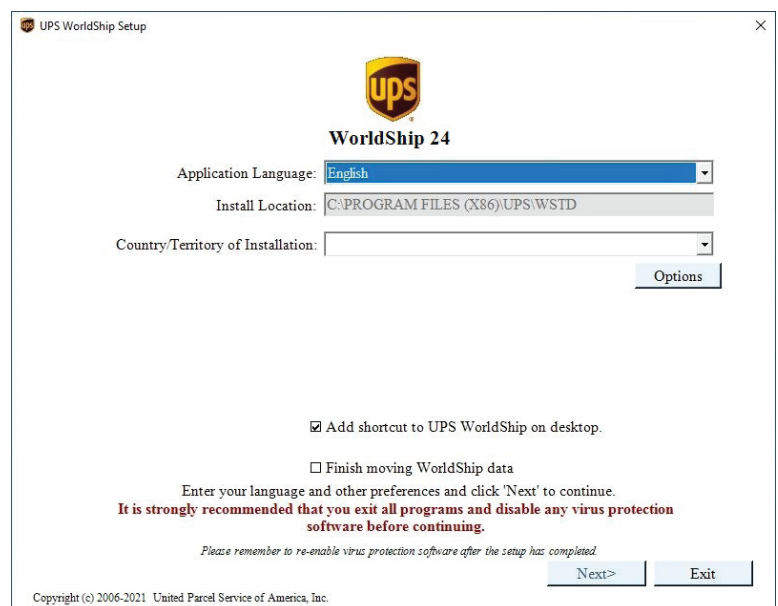 UPS WorldShip Setup
ups
WorldShip 24
Application Language: English
Install Location: C:\PROGRAM FILES (X86)\UPS\WSTD
Country/Territory of Installation:
Options
Add shortcut to UPS WorldShip on desktop.
Finish moving WorldShip data
Enter your language and other preferences and click 'Next' to continue.
It is strongly recommended that you exit all programs and disable any virus protection
software before continuing.
Please remember to re-enable virus protection software after the setup has completed.
Next> Exit
Copyright (c) 2006-2021 United Parcel Service of America, Inc.